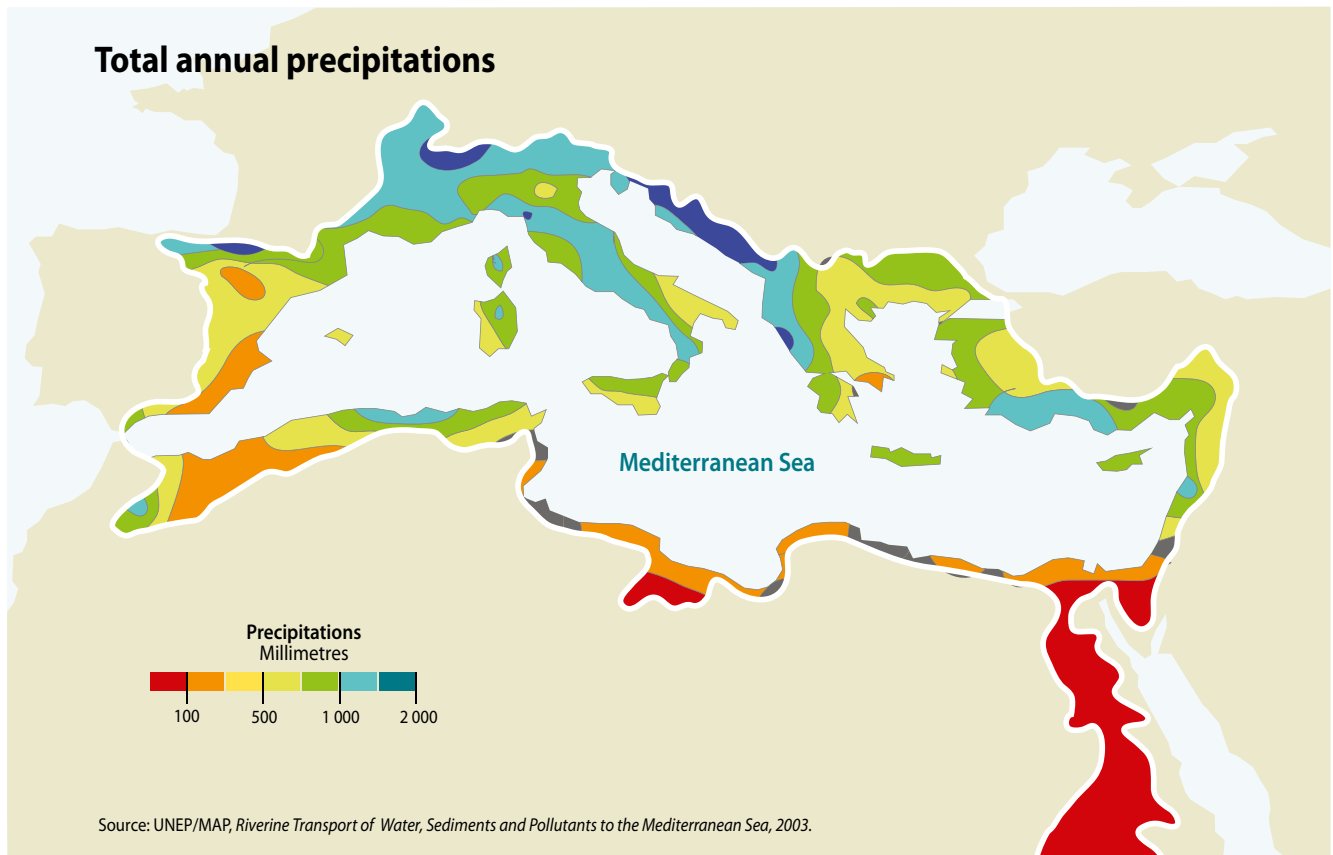 Total annual precipitations
Mediterranean Sea
Precipitations
Millimetres
100 500 1 000 2 000
Source: UNEP/MAP, Riverine Transport of Water, Sediments and Pollutants to the Mediterranean Sea, 2003.